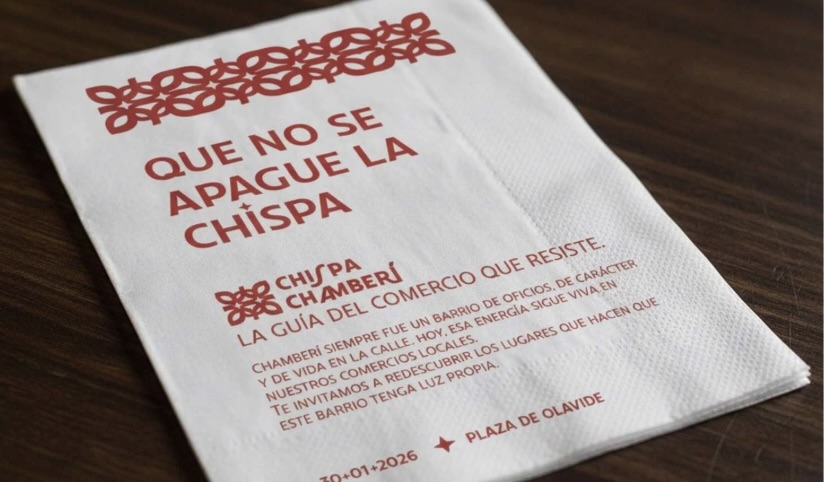 QUE NO SE
APAGUE LA
CHISPA
CHISPA
CHAMBERÍ
LA GUÍA DEL COMERCIO QUE RESISTE.
CHAMBERÍ SIEMPRE FUE UN BARRIO DE OFICIOS, DE CARÁCTER
Y DE VIDA EN LA CALLE. HOY, ESA ENERGÍA SIGUE VIVA EN
NUESTROS COMERCIOS LOCALES.
TE INVITAMOS A REDESCUBRIR LOS LUGARES QUE HACEN QUE
ESTE BARRIO TENGA LUZ PROPIA.
30+01+2026 PLAZA DE OLAVIDE